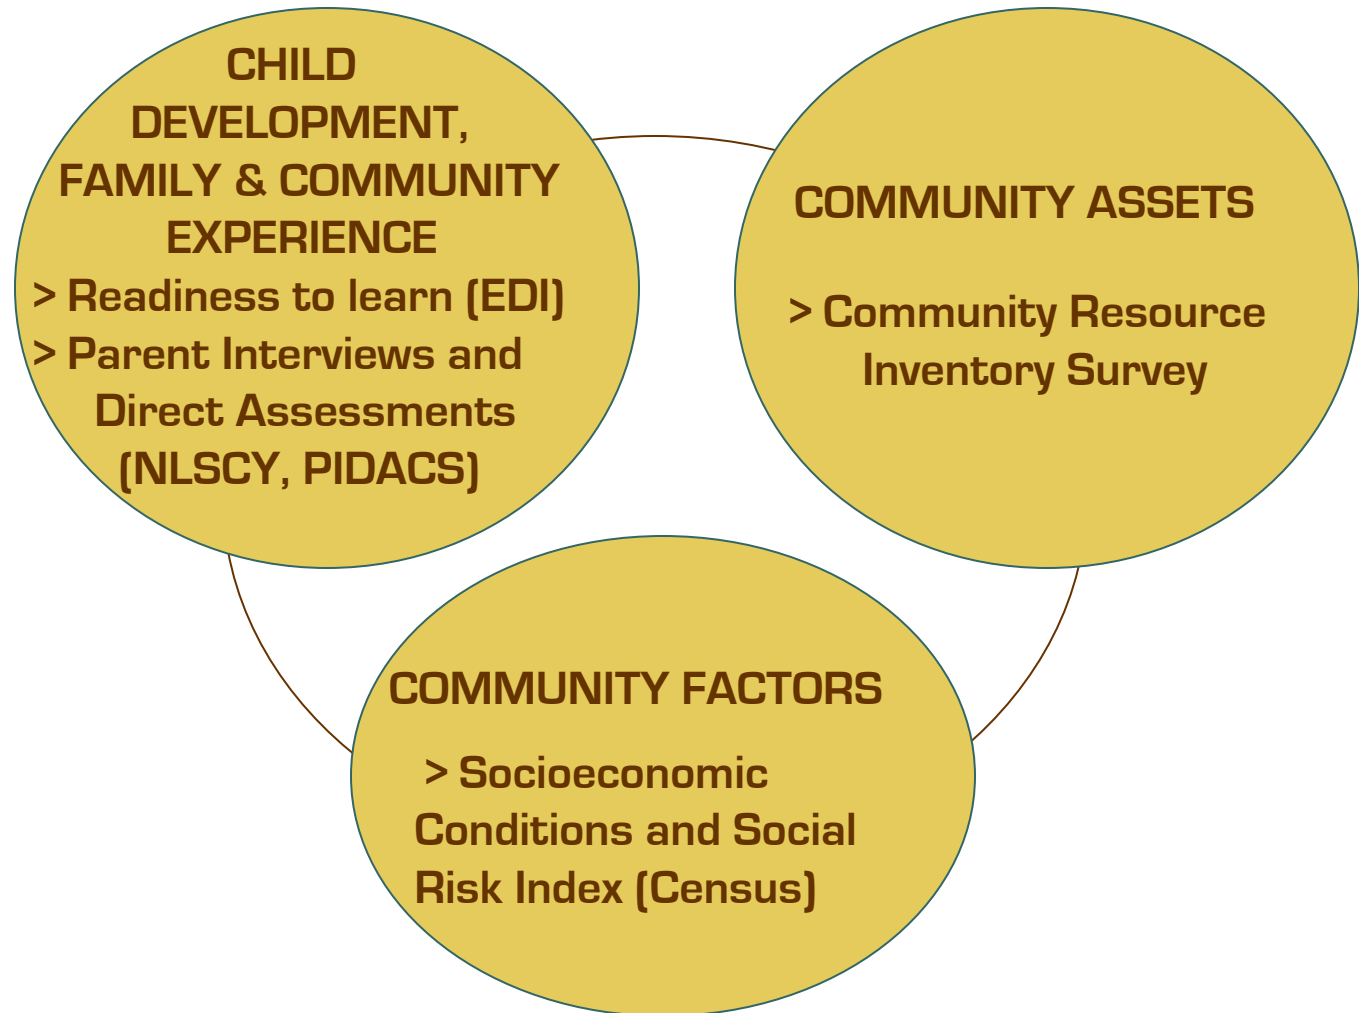 CHILD
DEVELOPMENT,
FAMILY & COMMUNITY
EXPERIENCE
> Readiness to learn (EDI)
> Parent Interviews and
Direct Assessments
(NLSCY, PIDACS)
COMMUNITY ASSETS
> Community Resource
Inventory Survey
COMMUNITY FACTORS
> Socioeconomic
Conditions and Social
Risk Index (Census)